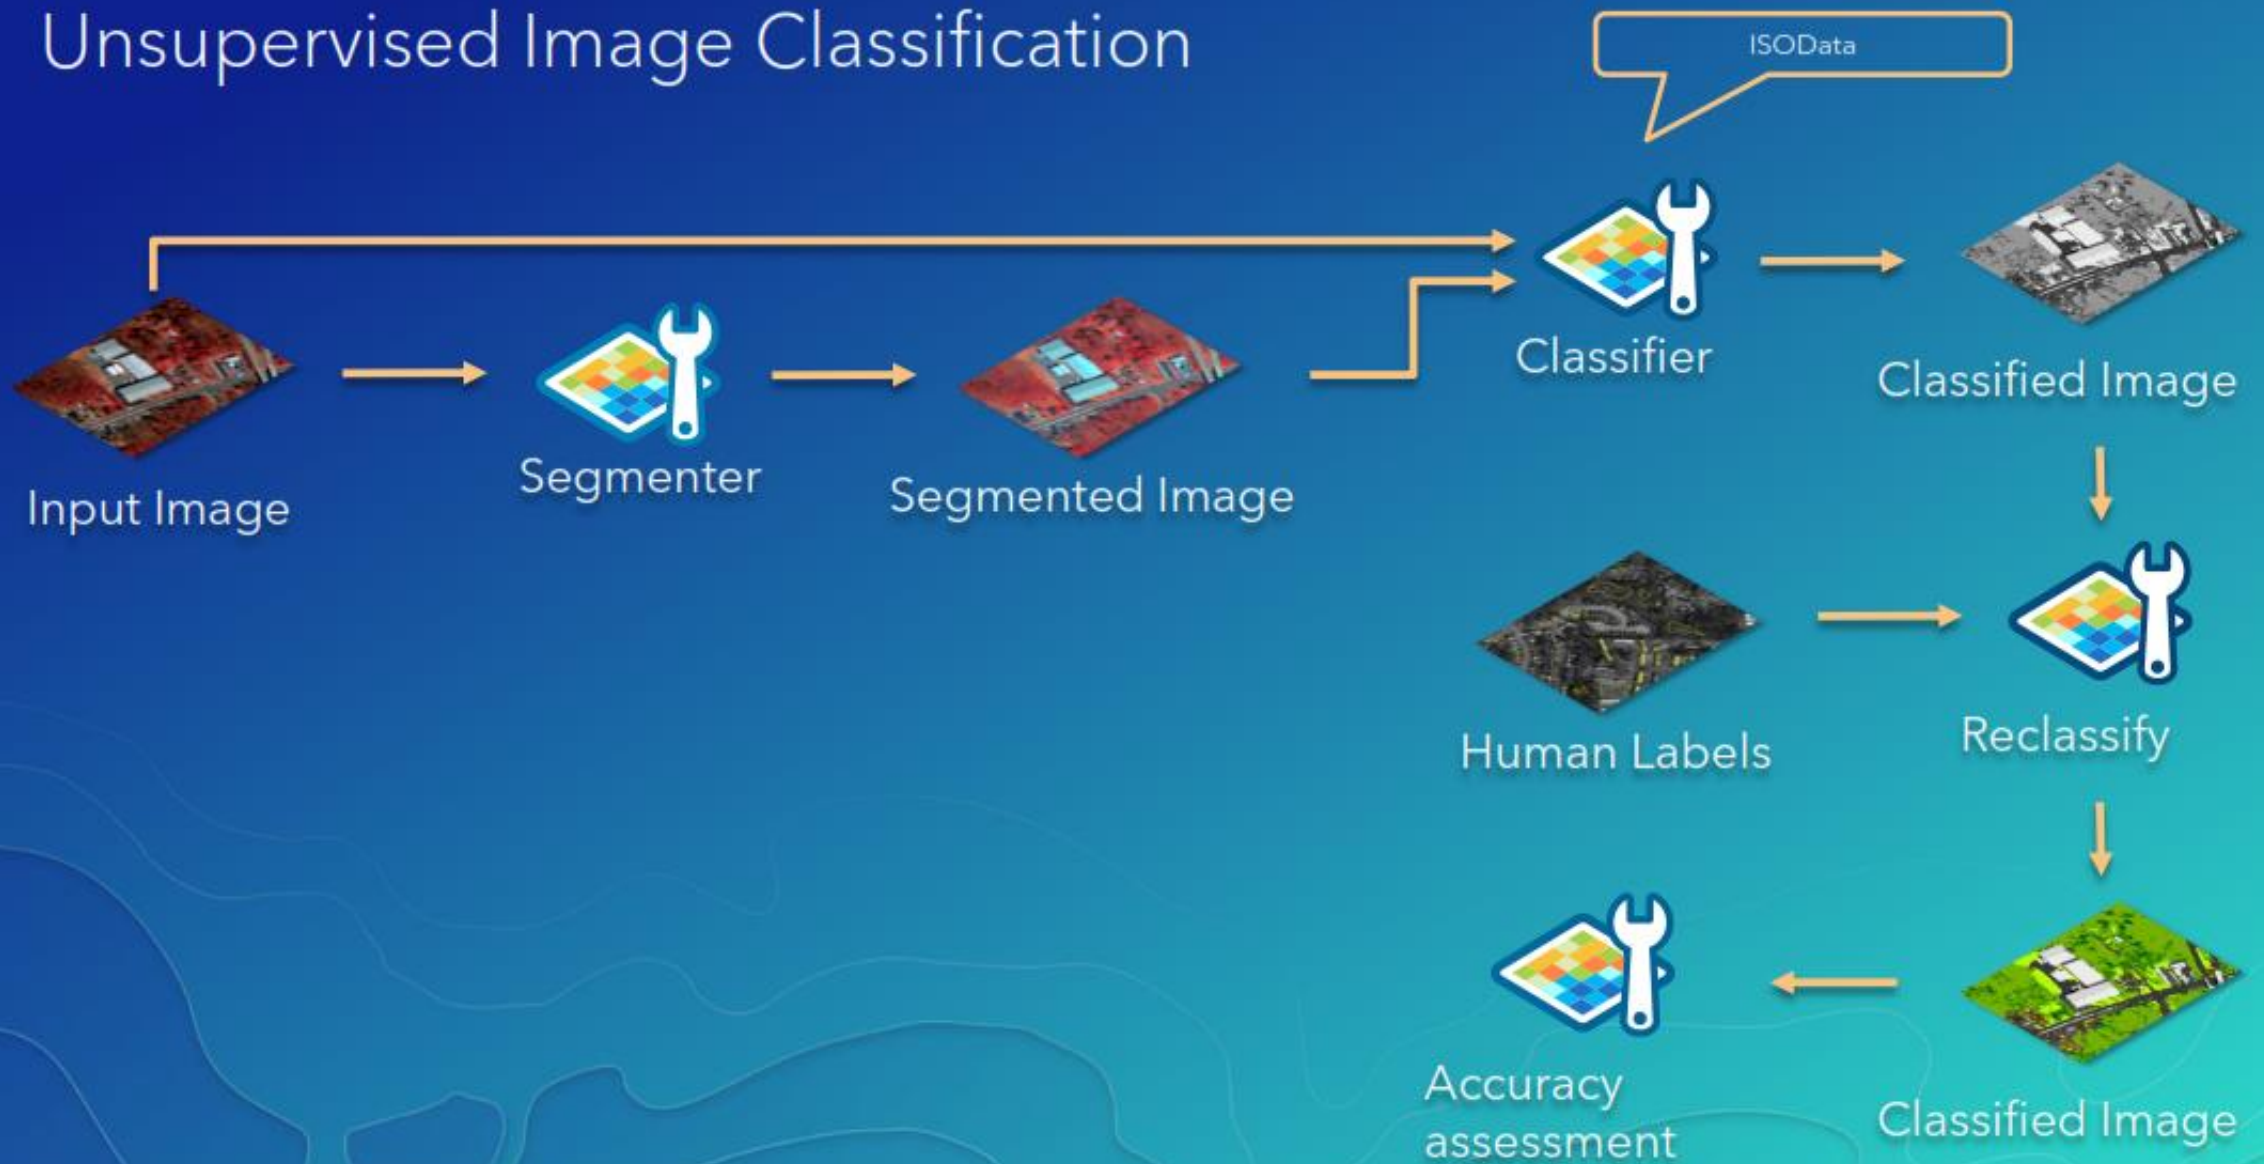 Unsupervised Image Classification
ISOData
Classifier
Classified Image
Input Image
Segmenter
Segmented Image
Human Labels
Reclassify
Accuracy
assessment
Classified Image